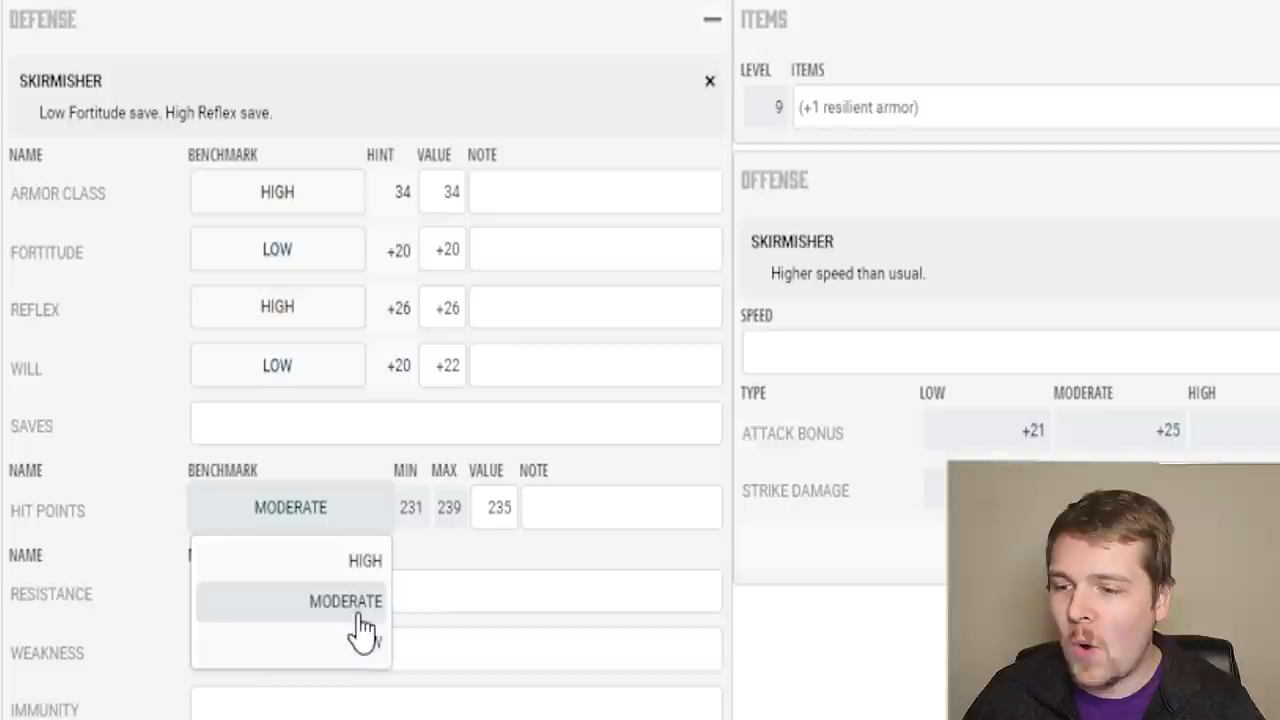 DEFENSE
SKIRMISHER
Low Fortitude save. High Reflex save.
NAME BENCHMARK HINT VALUE NOTE
ARMOR CLASS HIGH 34 34
FORTITUDE LOW +20 +20
REFLEX HIGH +26 +26
WILL LOW +20 +22
SAVES
NAME BENCHMARK MIN MAX VALUE NOTE
HIT POINTS MODERATE 231 239 235
HIGH
MODERATE
NAME
RESISTANCE
WEAKNESS
IMMUNITY
ITEMS
LEVEL ITEMS
9 (+1 resilient armor)
OFFENSE
SKIRMISHER
Higher speed than usual.
SPEED
TYPE LOW MODERATE HIGH
ATTACK BONUS +21 +25
STRIKE DAMAGE